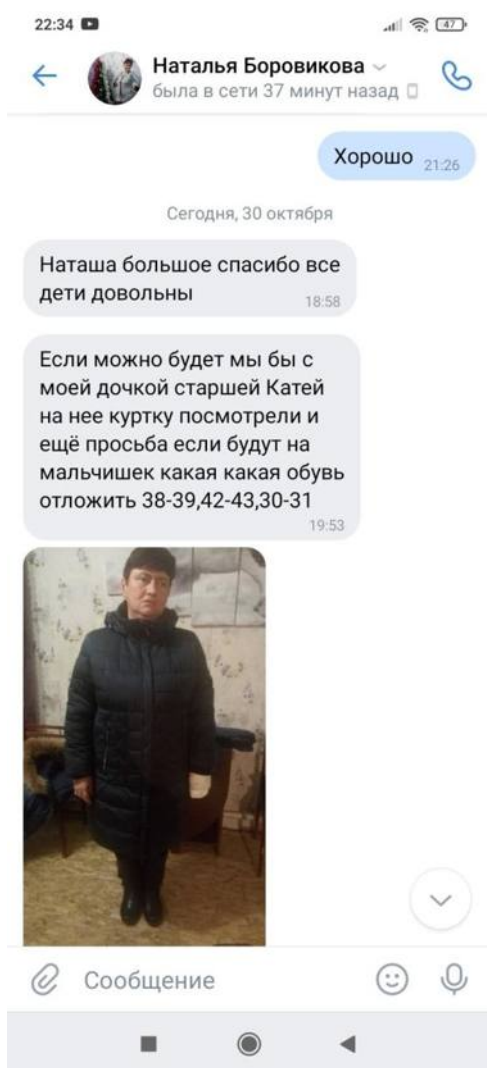 22:34
47
Наталья Боровикова
была в сети 37 минут назад
Хорошо 21:26
Сегодня, 30 октября
Наташа большое спасибо все
дети довольны
18:58
Если можно будет мы бы с
моей дочкой старшей Катей
на нее куртку посмотрели и
ещё просьба если будут на
мальчишек какая какая обувь
отложить 38-39,42-43,30-31
19:53
Сообщение